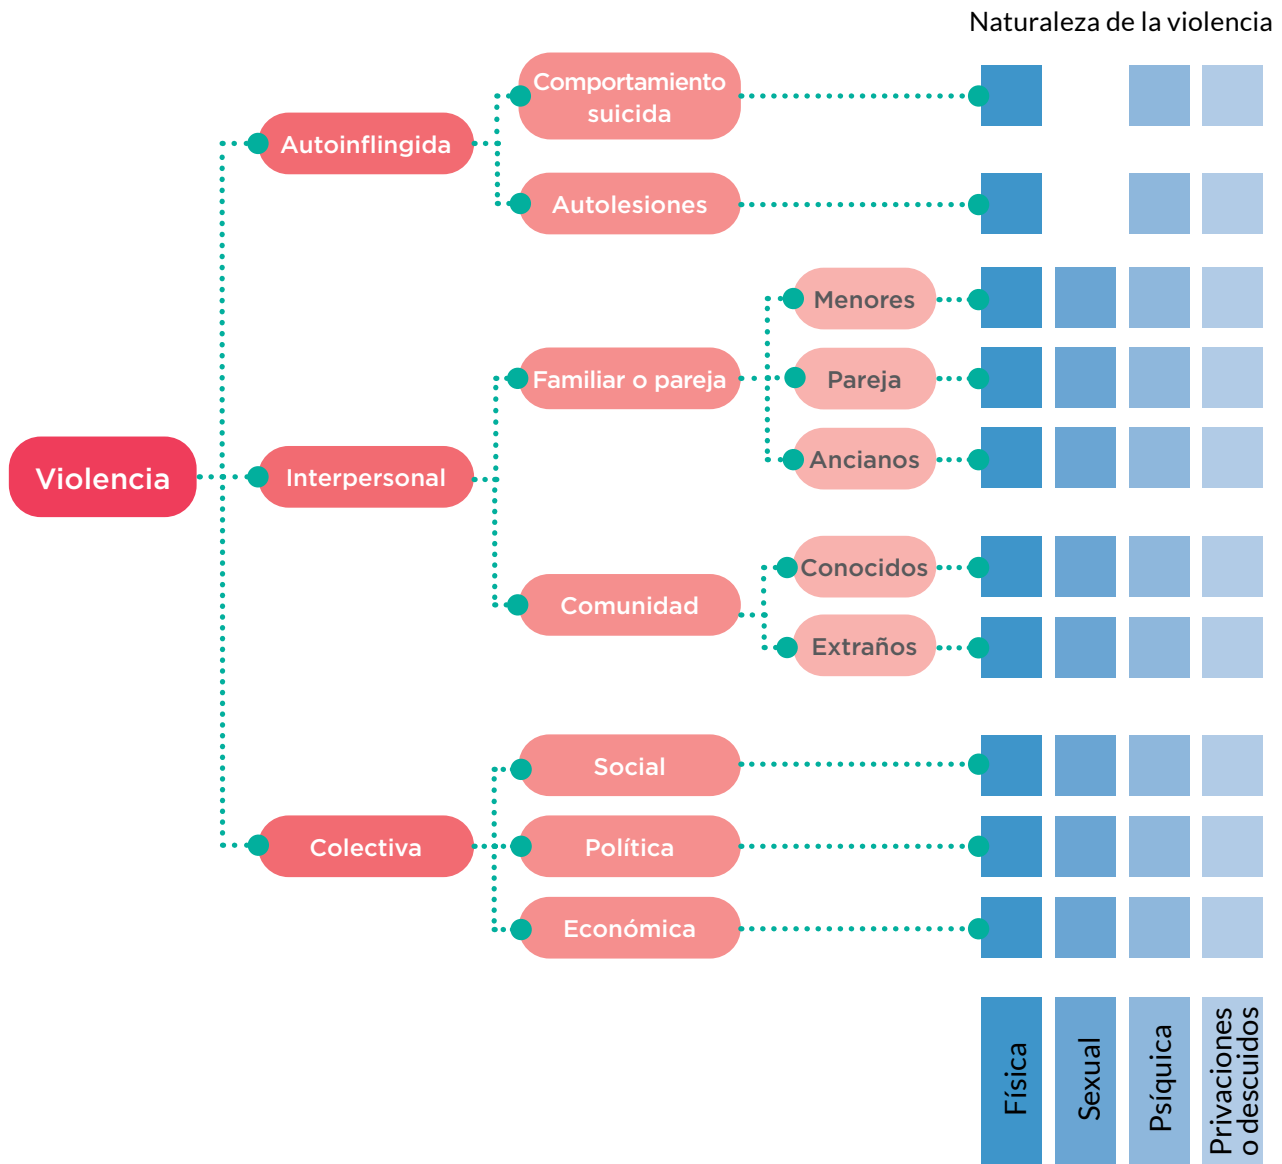 Naturaleza de la violencia
Comportamiento
suicida
Autoinflingida
Autolesiones
Menores
Familiar o pareja
Pareja
Ancianos
Violencia
Interpersonal
Conocidos
Comunidad
Extraños
Social
Colectiva
Política
Económica
Física
Sexual
Psíquica
Privaciones
o descuidos